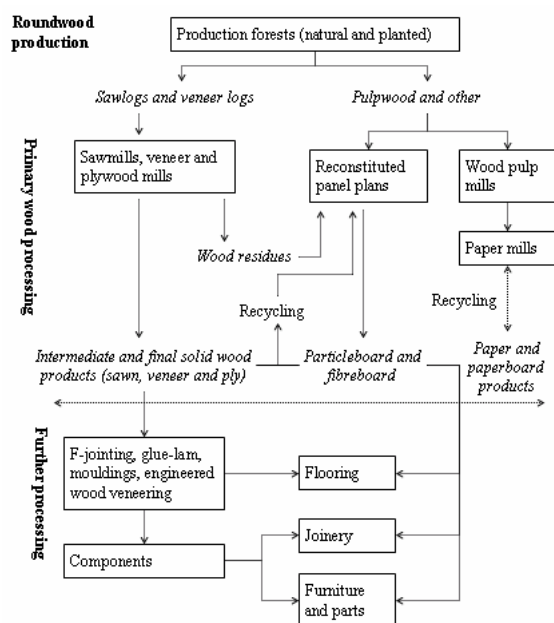 Roundwood
production
Production forests (natural and planted)
Sawlogs and veneer logs
Pulpwood and other
Primary wood processing
Sawmills, veneer and
plywood mills
Reconstituted
panel plans
Wood pulp
mills
Wood residues
Paper mills
Recycling
Recycling
Intermediate and final solid wood
products (sawn, veneer and ply)
Particleboard and
fibreboard
Paper and
paperboard
products
Further processing
F-jointing, glue-lam,
mouldings, engineered
wood veneering
Flooring
Components
Joinery
Furniture
and parts